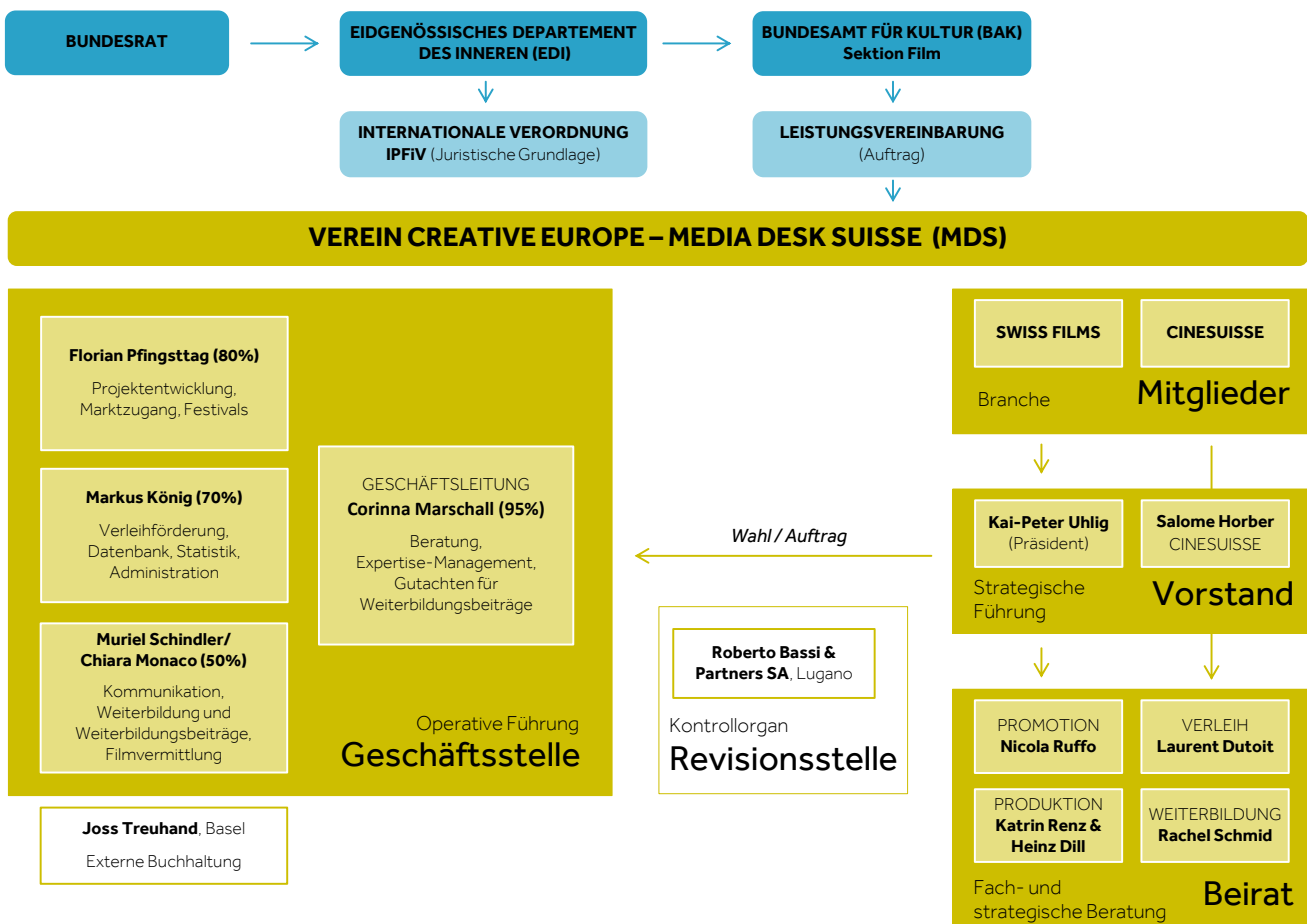 BUNDESRAT
EIDGENÖSSISCHES DEPARTEMENT
DES INNEREN (EDI)
BUNDESAMT FÜR KULTUR (BAK)
Sektion Film
INTERNATIONALE VERORDNUNG
IPFiV (Juristische Grundlage)
LEISTUNGSVEREINBARUNG
(Auftrag)
VEREIN CREATIVE EUROPE – MEDIA DESK SUISSE (MDS)
Florian Pfingsttag (80%)
Projektentwicklung,
Marktzugang, Festivals
Markus König (70%)
Verleihförderung,
Datenbank, Statistik,
Administration
Muriel Schindler/
Chiara Monaco (50%)
Kommunikation,
Weiterbildung und
Weiterbildungsbeiträge,
Filmvermittlung
GESCHÄFTSLEITUNG
Corinna Marschall (95%)
Beratung,
Expertise-Management,
Gutachten für
Weiterbildungsbeiträge
Operative Führung
Geschäftsstelle
Joss Treuhand, Basel
Externe Buchhaltung
Wahl / Auftrag
Roberto Bassi &
Partners SA, Lugano
Kontrollorgan
Revisionsstelle
SWISS FILMS
CINESUISSE
Branche
Mitglieder
Kai-Peter Uhlig
(Präsident)
Salome Horber
CINESUISSE
Strategische
Führung
Vorstand
PROMOTION
Nicola Ruffo
VERLEIH
Laurent Dutoit
PRODUKTION
Katrin Renz &
Heinz Dill
WEITERBILDUNG
Rachel Schmid
Fach- und
strategische Beratung
Beirat